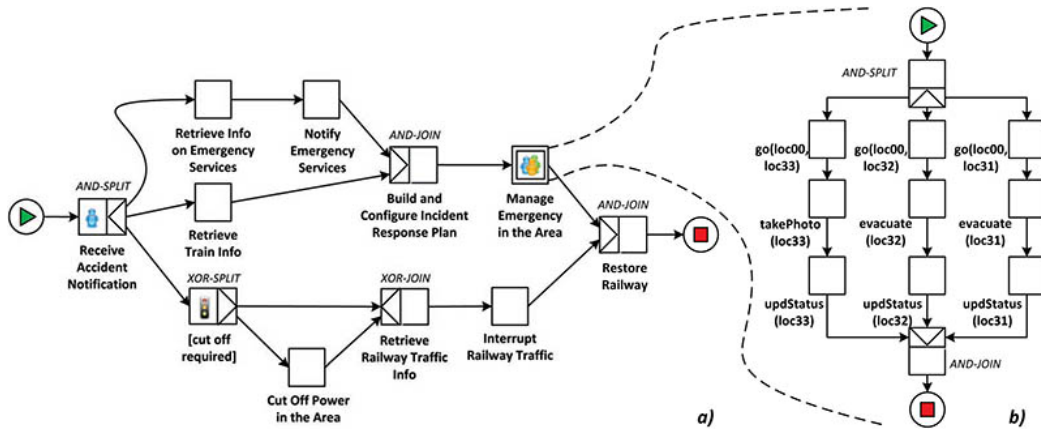 AND-SPLIT
Receive
Accident
Notification
Retrieve Info
on Emergency
Services
Notify
Emergency
Services
Retrieve
Train Info
AND-JOIN
Build and
Configure Incident
Response Plan
Manage
Emergency
in the Area
XOR-SPLIT
[cut off
required]
Cut Off Power
in the Area
XOR-JOIN
Retrieve
Railway Traffic
Info
Interrupt
Railway Traffic
AND-JOIN
Restore
Railway
a)
AND-SPLIT
go(loc00,
loc33)
go(loc00,
loc32)
go(loc00,
loc31)
takePhoto
(loc33)
evacuate
(loc32)
evacuate
(loc31)
updStatus
(loc33)
updStatus
(loc32)
updStatus
(loc31)
AND-JOIN
b)